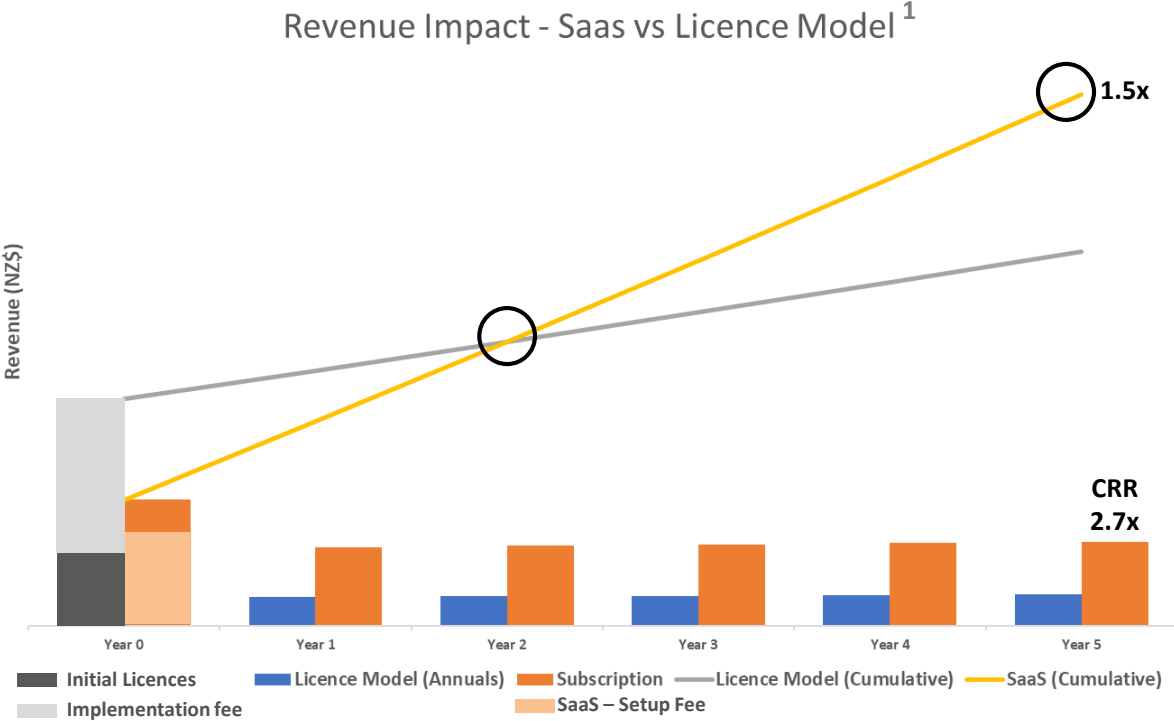 Revenue Impact - Saas vs Licence Model 1
1.5x
Revenue (NZ$)
CRR
2.7x
Year 0 Year 1 Year 2 Year 3 Year 4 Year 5
Initial Licences Licence Model (Annuals) Subscription Licence Model (Cumulative) SaaS (Cumulative)
Implementation fee SaaS – Setup Fee